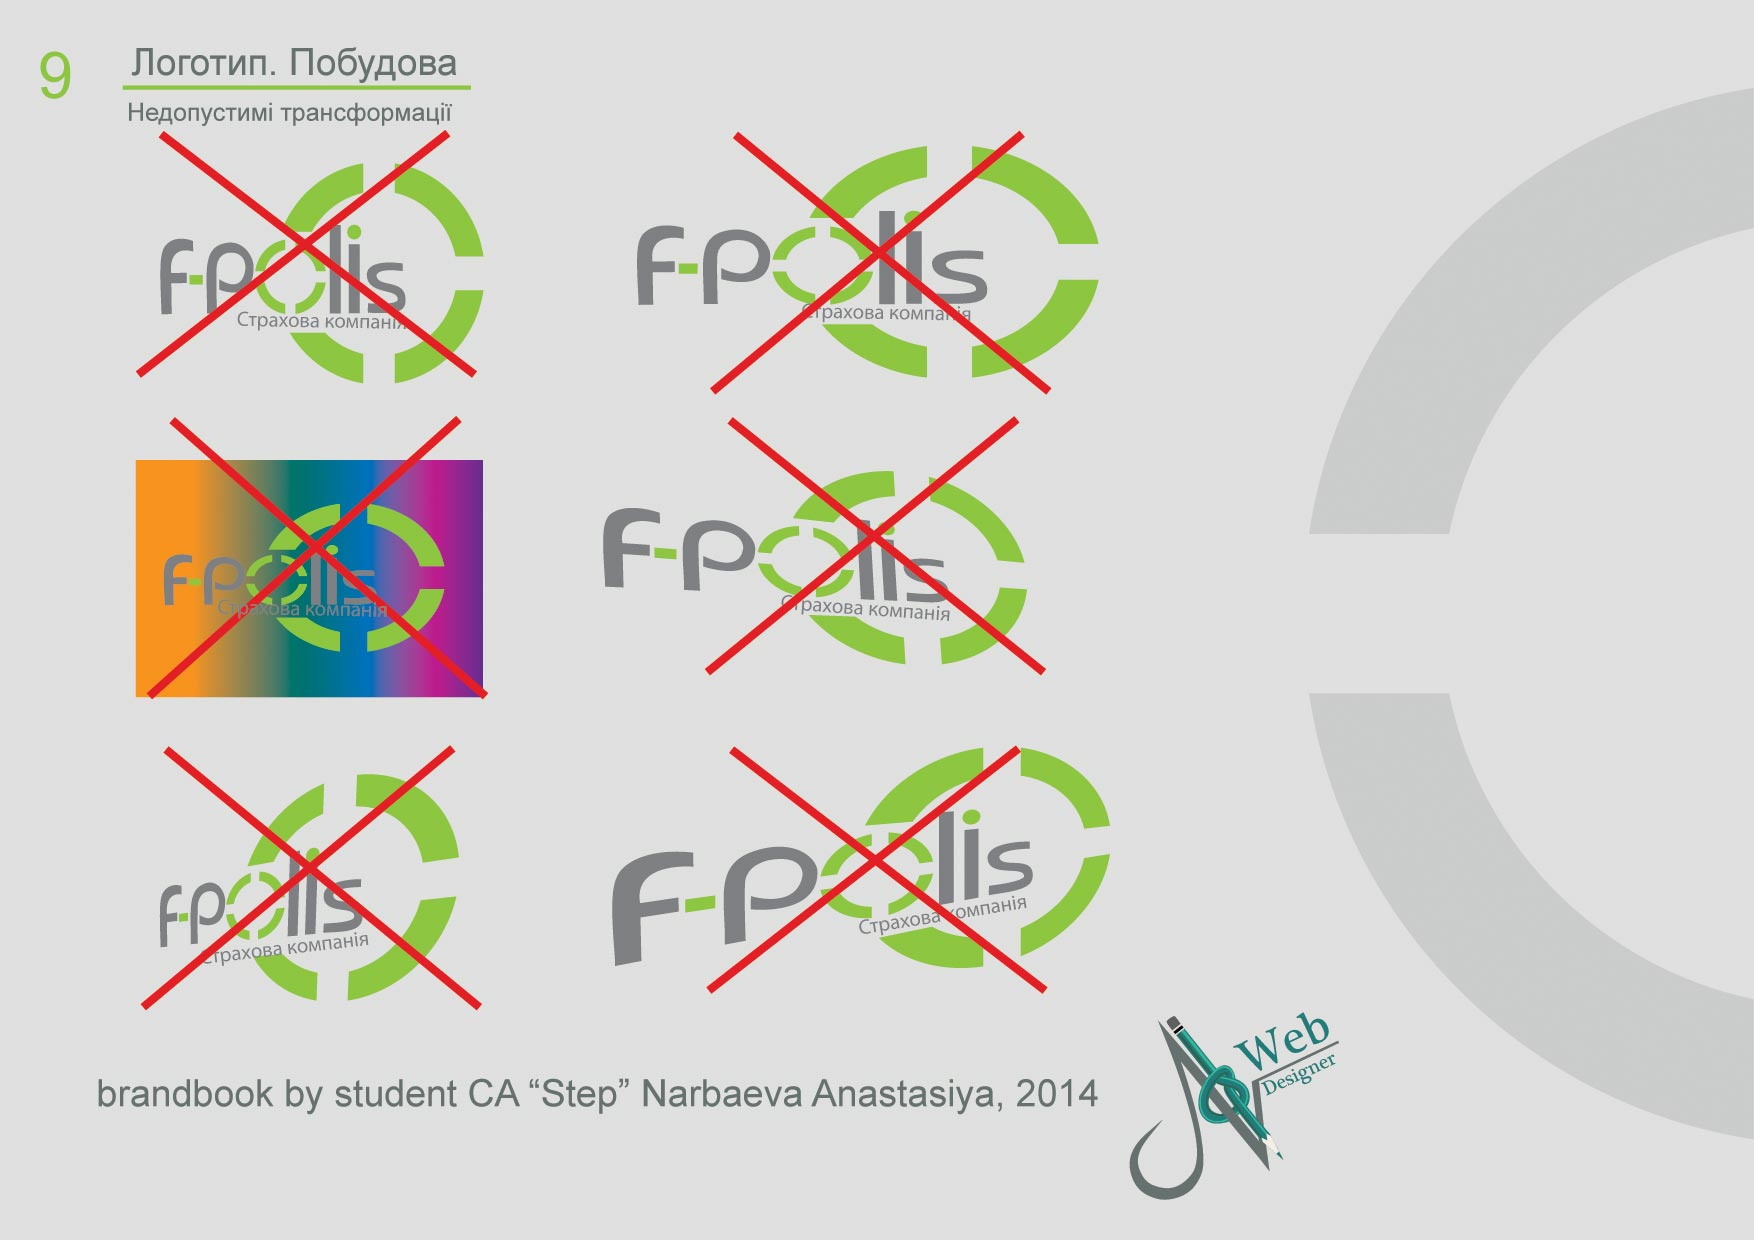 9
Логотип. Побудова
Недопустимі трансформації
F-polis
Страхова компанія
F-polis
Страхова компанія
F-polis
Страхова компанія
F-polis
Страхова компанія
F-polis
Страхова компанія
F-polis
Страхова компанія
brandbook by student CA “Step” Narbaeva Anastasiya, 2014
Web
Designer